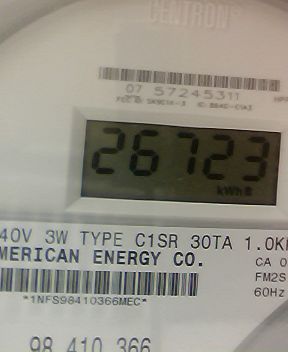 CENTRON®
07 57245311
26723
kWh
40V 3W TYPE C1SR 30TA 1.0K
MERICAN ENERGY CO.
CA 0
FM2S
60Hz
*1NFS98410366MEC*
98 410 366